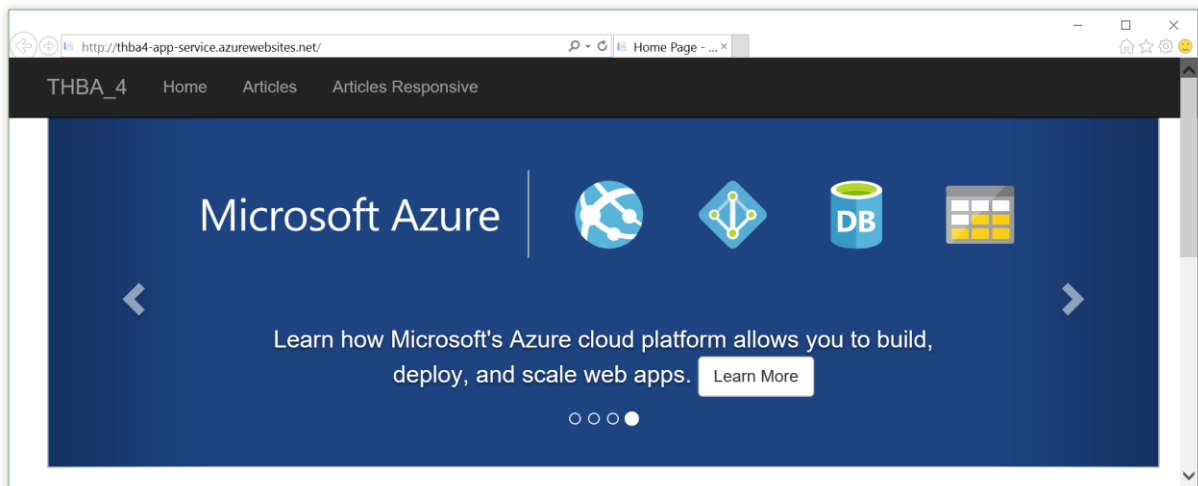 http://thba4-app-service.azurewebsites.net/
Home Page - ...
THBA_4 Home Articles Articles Responsive
Microsoft Azure
DB
Learn how Microsoft's Azure cloud platform allows you to build,
deploy, and scale web apps. Learn More